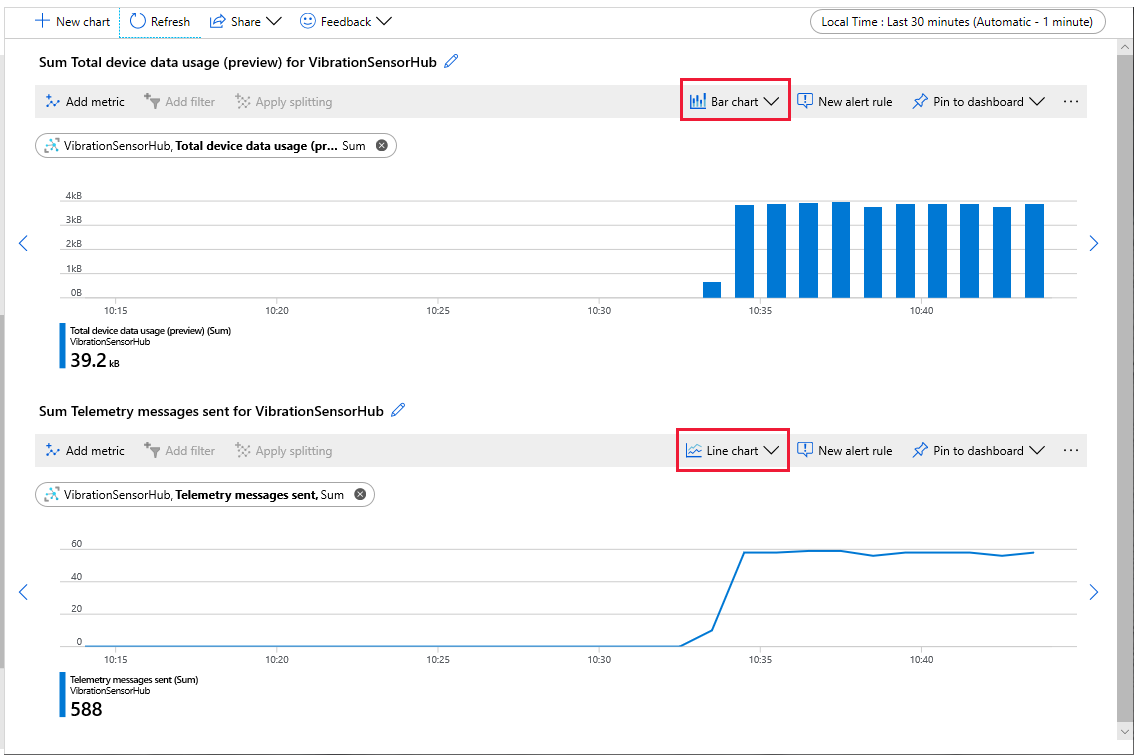 New chart Refresh Share Feedback Local Time : Last 30 minutes (Automatic - 1 minute)
Sum Total device data usage (preview) for VibrationSensorHub
Add metric Add filter Apply splitting Bar chart New alert rule Pin to dashboard ...
VibrationSensorHub, Total device data usage (pr... Sum
4kB
3kB
2kB
1kB
0B
10:15 10:20 10:25 10:30 10:35 10:40
Total device data usage (preview) (Sum)
VibrationSensorHub
39.2 kB
Sum Telemetry messages sent for VibrationSensorHub
Add metric Add filter Apply splitting Line chart New alert rule Pin to dashboard ...
VibrationSensorHub, Telemetry messages sent, Sum
60
40
20
0
10:15 10:20 10:25 10:30 10:35 10:40
Telemetry messages sent (Sum)
VibrationSensorHub
588